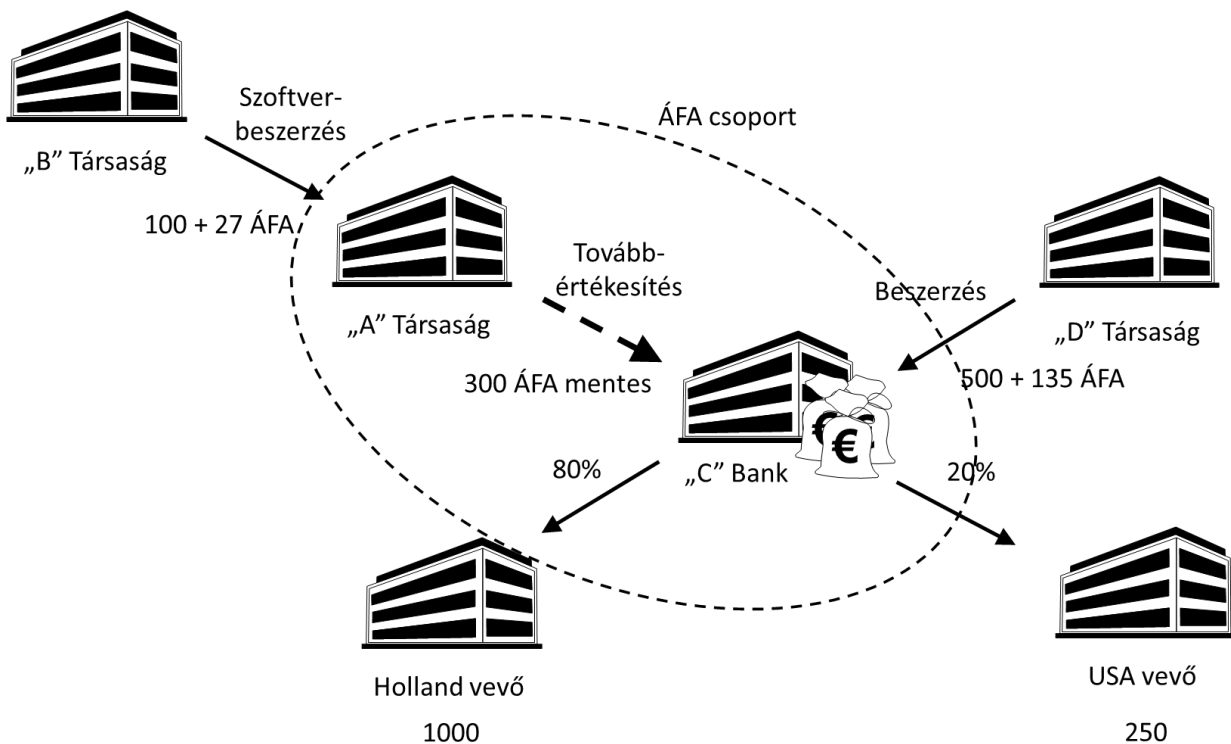 Szoftver-
beszerzés
ÁFA csoport
„B” Társaság
100 + 27 ÁFA
Tovább-
értékesítés
„A” Társaság
300 ÁFA mentes
Beszerzés
„D” Társaság
500 + 135 ÁFA
€ €
€
80%
„C” Bank
20%
Holland vevő
1000
USA vevő
250